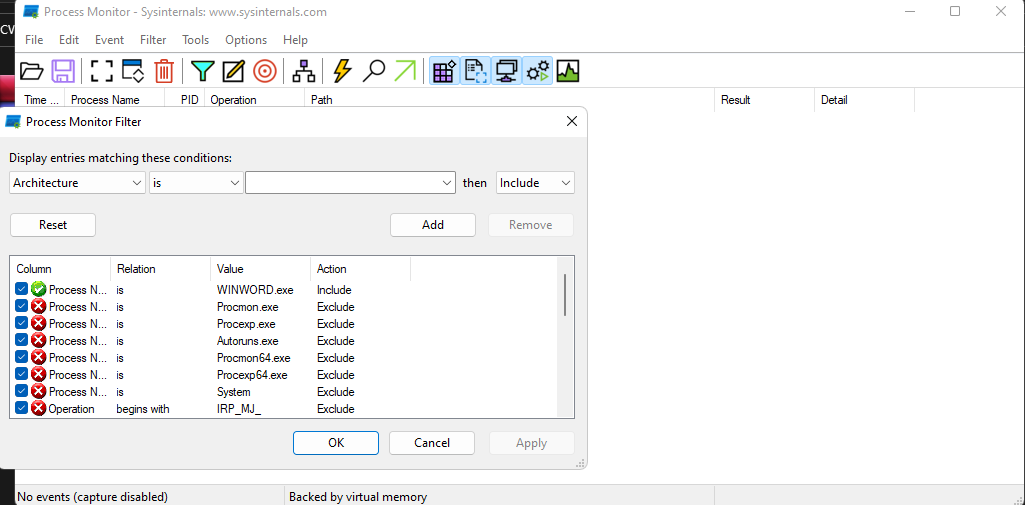 Process Monitor - Sysinternals: www.sysinternals.com
File Edit Event Filter Tools Options Help
Time ... Process Name PID Operation Path Result Detail
Process Monitor Filter
Display entries matching these conditions:
Architecture is then Include
Reset Add Remove
Column Relation Value Action
Process N... is WINWORD.exe Include
Process N... is Procmon.exe Exclude
Process N... is Procexp.exe Exclude
Process N... is Autoruns.exe Exclude
Process N... is Procmon64.exe Exclude
Process N... is Procexp64.exe Exclude
Process N... is System Exclude
Operation begins with IRP_MJ_ Exclude
OK Cancel Apply
No events (capture disabled) Backed by virtual memory